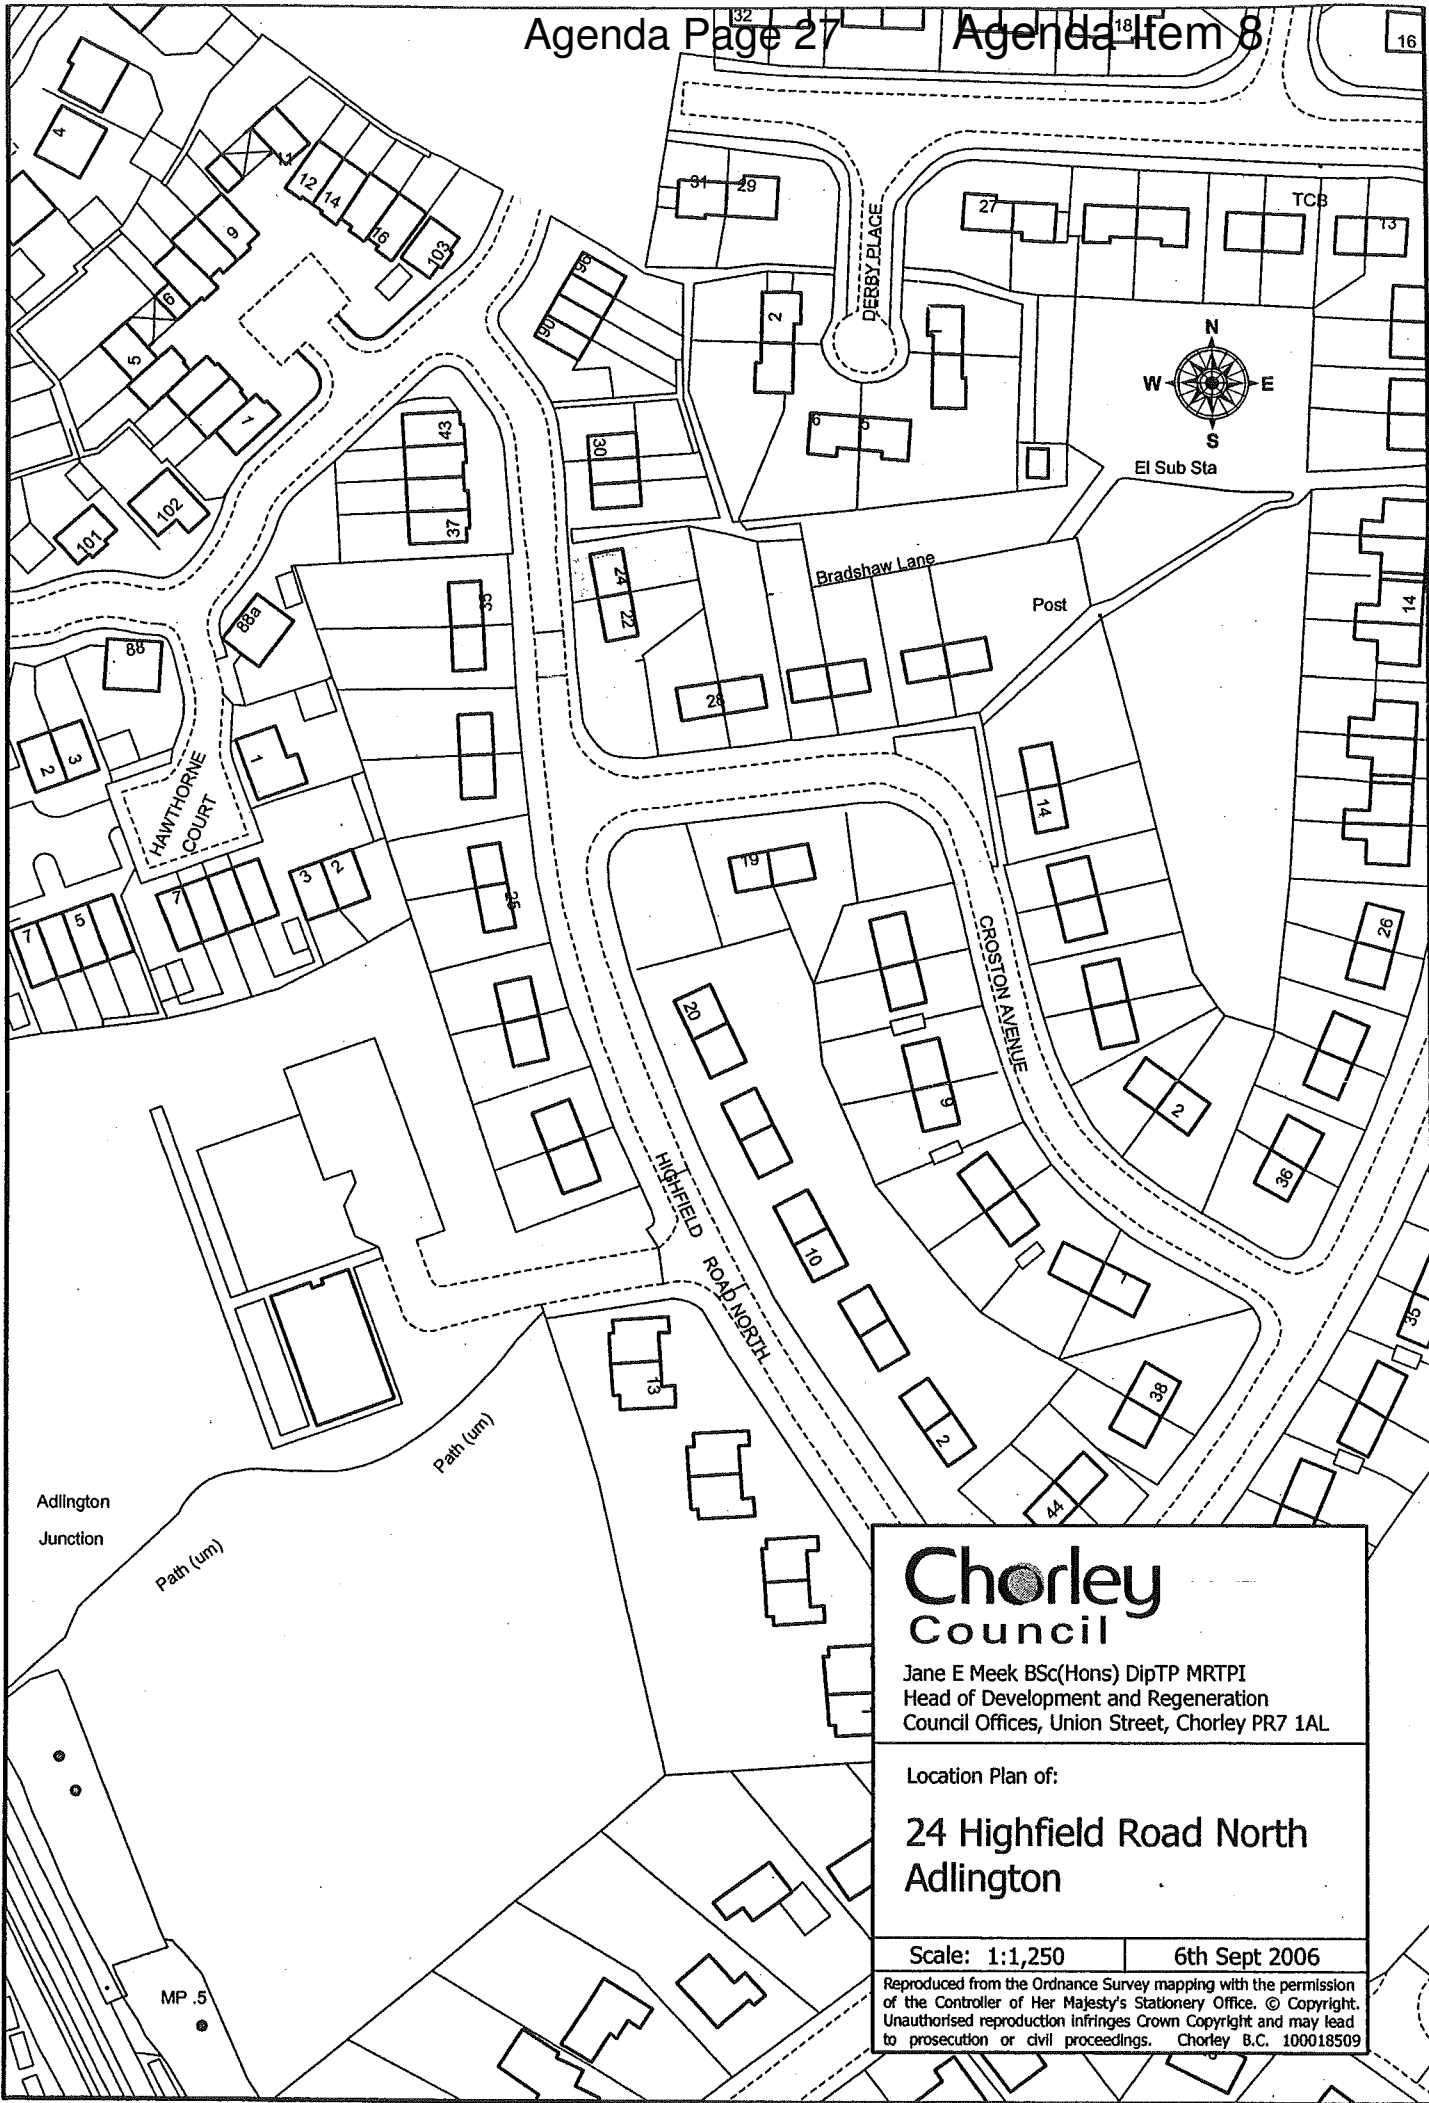 Agenda Page 27
Agenda Item 8
32
18
16
4
11
12
14
16
103
9
6
5
1
101
102
96
90
31
29
27
TCB
13
DERBY PLACE
2
6
5
N
W
E
S
El Sub Sta
43
37
30
24
22
Bradshaw Lane
Post
14
35
88a
88
28
2
3
1
HAWTHORNE
COURT
14
19
7
5
7
3
2
25
26
CROSTON AVENUE
20
9
2
36
HIGHFIELD
ROAD NORTH
10
35
13
38
2
44
Path (um)
Adlington
Junction
Path (um)
MP .5
Chorley
Council
Jane E Meek BSc(Hons) DipTP MRTPI
Head of Development and Regeneration
Council Offices, Union Street, Chorley PR7 1AL
Location Plan of:
24 Highfield Road North
Adlington
Scale: 1:1,250
6th Sept 2006
Reproduced from the Ordnance Survey mapping with the permission
of the Controller of Her Majesty's Stationery Office. © Copyright.
Unauthorised reproduction infringes Crown Copyright and may lead
to prosecution or civil proceedings. Chorley B.C. 100018509